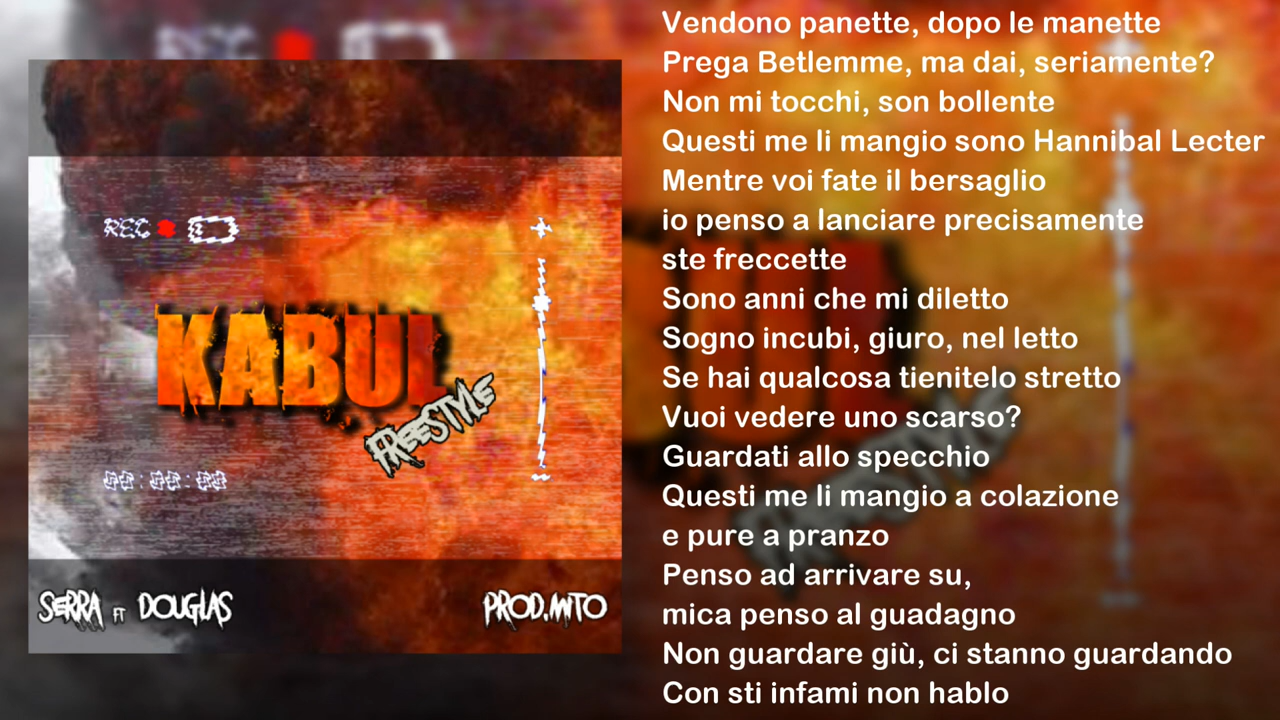 REC
KABUL
FREESTYLE
SERRA FT DOUGLAS
PROD.MITO
Vendono panette, dopo le manette
Prega Betlemme, ma dai, seriamente?
Non mi tocchi, son bollente
Questi me li mangio sono Hannibal Lecter
Mentre voi fate il bersaglio
io penso a lanciare precisamente
ste freccette
Sono anni che mi diletto
Sogno incubi, giuro, nel letto
Se hai qualcosa tienitelo stretto
Vuoi vedere uno scarso?
Guardati allo specchio
Questi me li mangio a colazione
e pure a pranzo
Penso ad arrivare su,
mica penso al guadagno
Non guardare giù, ci stanno guardando
Con sti infami non hablo